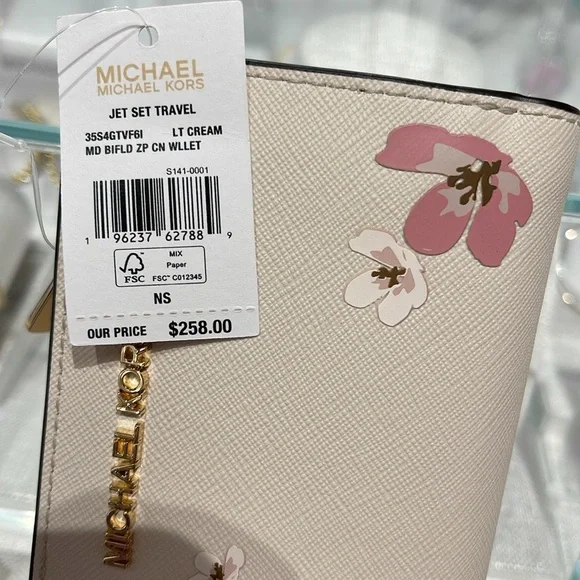 MICHAEL
MICHAEL KORS
JET SET TRAVEL
35S4GTVF6I LT CREAM
MD BIFLD ZP CN WLLET
S141-0001
1 96237 62788 9
FSC
MIX
Paper
FSC™ C012345
NS
OUR PRICE $258.00
MICHAEL KORS